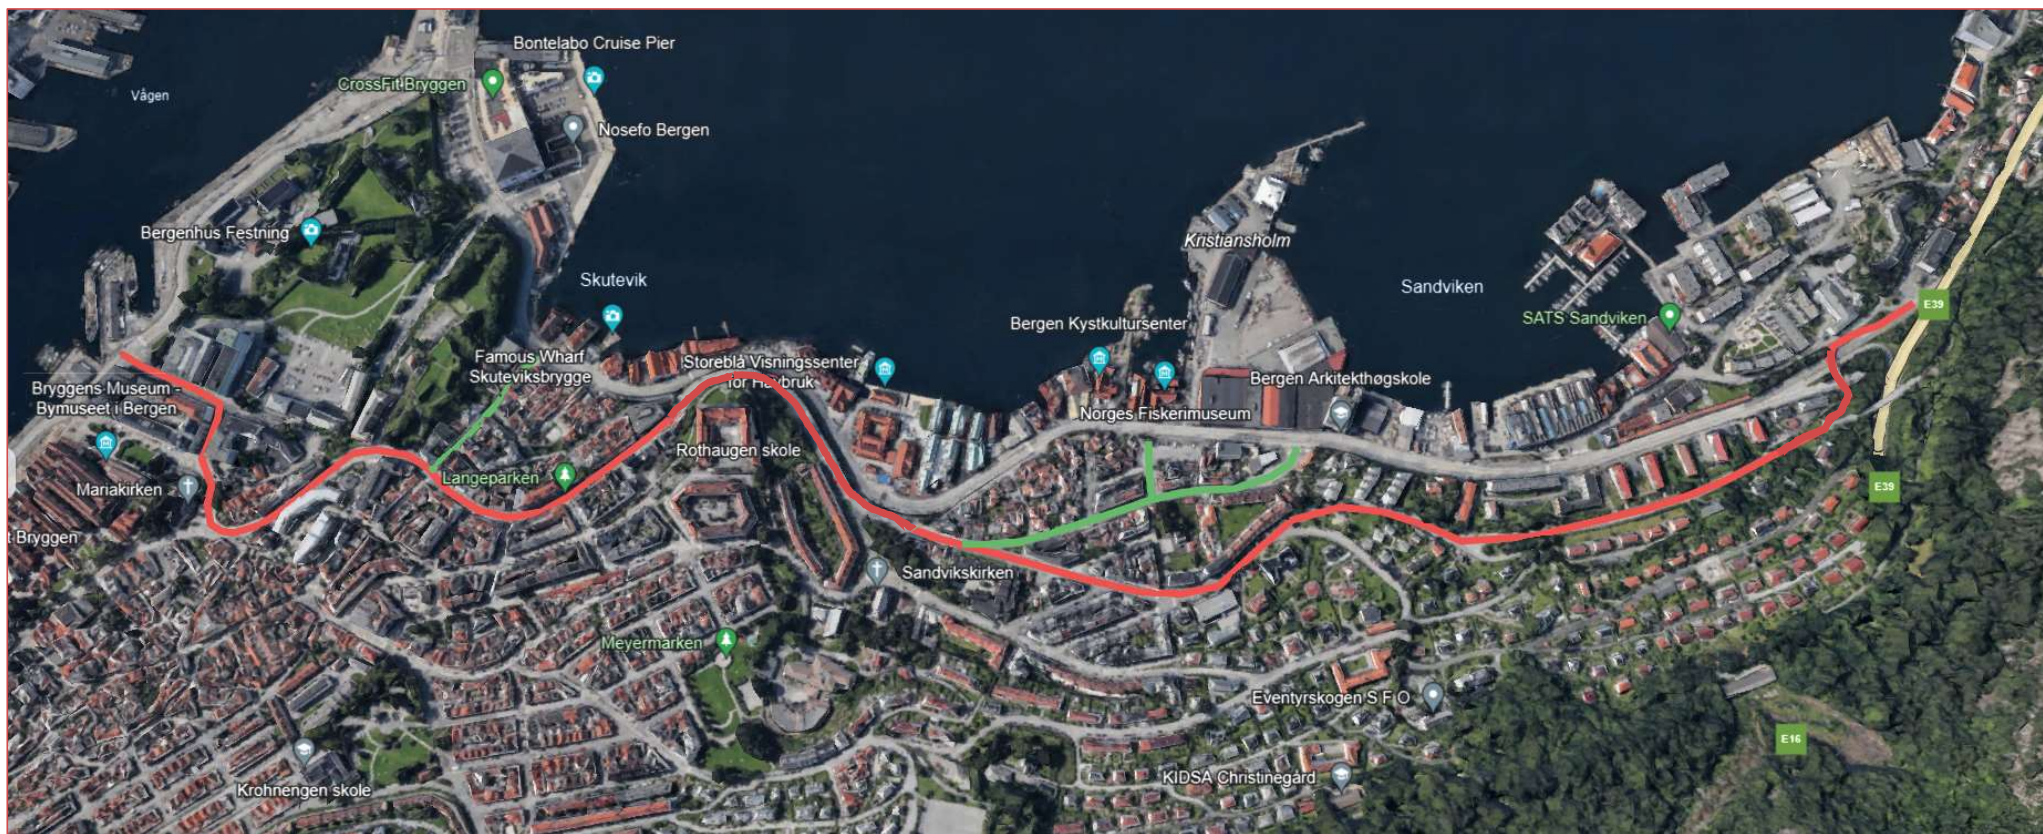 Bontelabo Cruise Pier
CrossFit Bryggen
Vågen
Nosefo Bergen
Bergenhus Festning
Kristiansholm
Skutevik
Sandviken
SATS Sandviken
Bergen Kystkultursenter
Famous Wharf
Skuteviksbrygge
Storeblå Visningssenter
for Havbruk
E39
Bryggens Museum -
Bymuseet i Bergen
Bergen Arkitekthøgskole
Norges Fiskerimuseum
Rothaugen skole
Langeparken
Mariakirken
E39
t Bryggen
Sandvikskirken
Meyermarken
Eventyrskogen S F O
E16
KIDSA Christinegård
Krohnengen skole